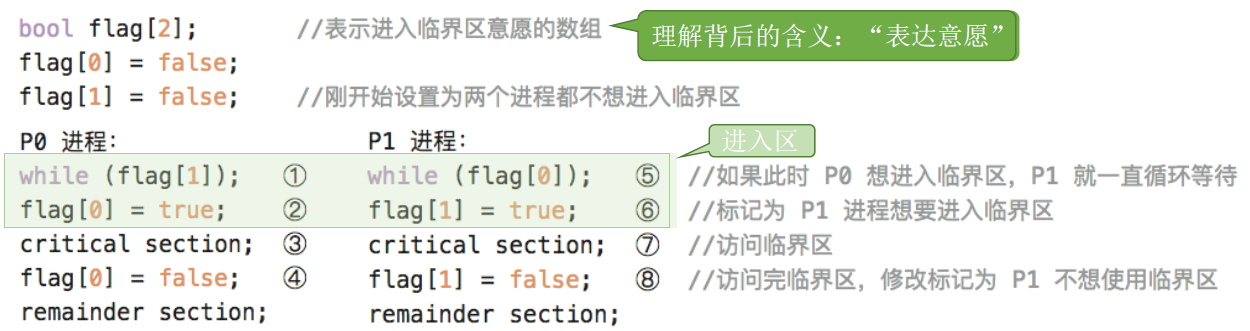 bool flag[2]; //表示进入临界区意愿的数组 理解背后的含义：“表达意愿”
flag[0] = false;
flag[1] = false; //刚开始设置为两个进程都不想进入临界区
P0 进程: P1 进程: 进入区
while (flag[1]); ① while (flag[0]); ⑤ //如果此时 P0 想进入临界区，P1 就一直循环等待
flag[0] = true; ② flag[1] = true; ⑥ //标记为 P1 进程想要进入临界区
critical section; ③ critical section; ⑦ //访问临界区
flag[0] = false; ④ flag[1] = false; ⑧ //访问完临界区，修改标记为 P1 不想使用临界区
remainder section; remainder section;